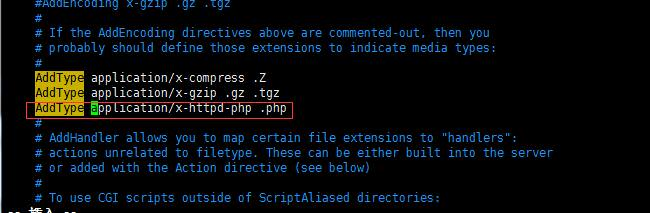 #AddEncoding x-gzip .gz .tgz
#
# If the AddEncoding directives above are commented-out, then you
# probably should define those extensions to indicate media types:
#
AddType application/x-compress .Z
AddType application/x-gzip .gz .tgz
AddType application/x-httpd-php .php
#
# AddHandler allows you to map certain file extensions to "handlers":
# actions unrelated to filetype. These can be either built into the server
# or added with the Action directive (see below)
#
# To use CGI scripts outside of ScriptAliased directories:
-- 插入 --